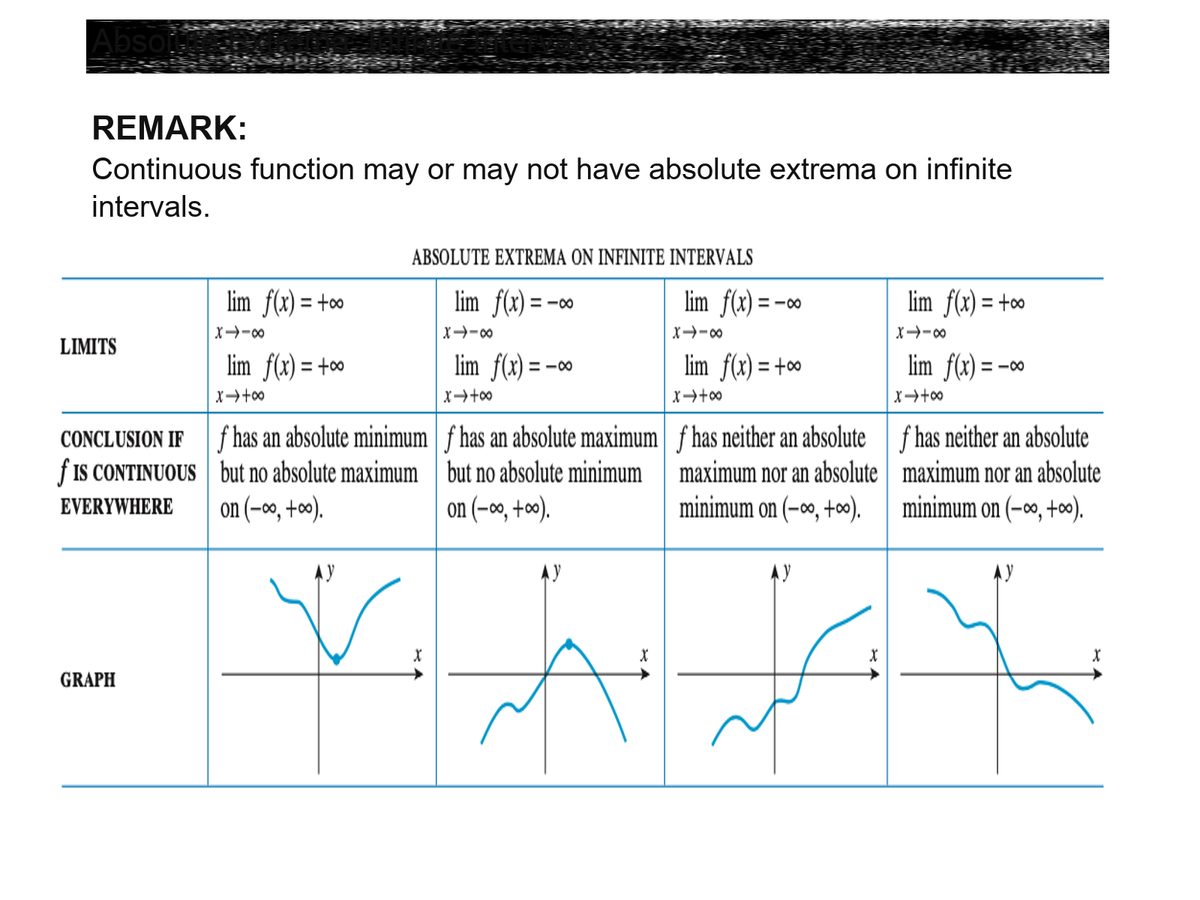 REMARK:
Continuous function may or may not have absolute extrema on infinite
intervals.
ABSOLUTE EXTREMA ON INFINITE INTERVALS
LIMITS
lim f(x) = +∞
x→−∞
lim f(x) = +∞
x→+∞
lim f(x) = −∞
x→−∞
lim f(x) = −∞
x→+∞
lim f(x) = −∞
x→−∞
lim f(x) = +∞
x→+∞
lim f(x) = +∞
x→−∞
lim f(x) = −∞
x→+∞
CONCLUSION IF
f IS CONTINUOUS
EVERYWHERE
f has an absolute minimum
but no absolute maximum
on (−∞, +∞).
f has an absolute maximum
but no absolute minimum
on (−∞, +∞).
f has neither an absolute
maximum nor an absolute
minimum on (−∞, +∞).
f has neither an absolute
maximum nor an absolute
minimum on (−∞, +∞).
GRAPH
y
x
y
x
y
x
y
x